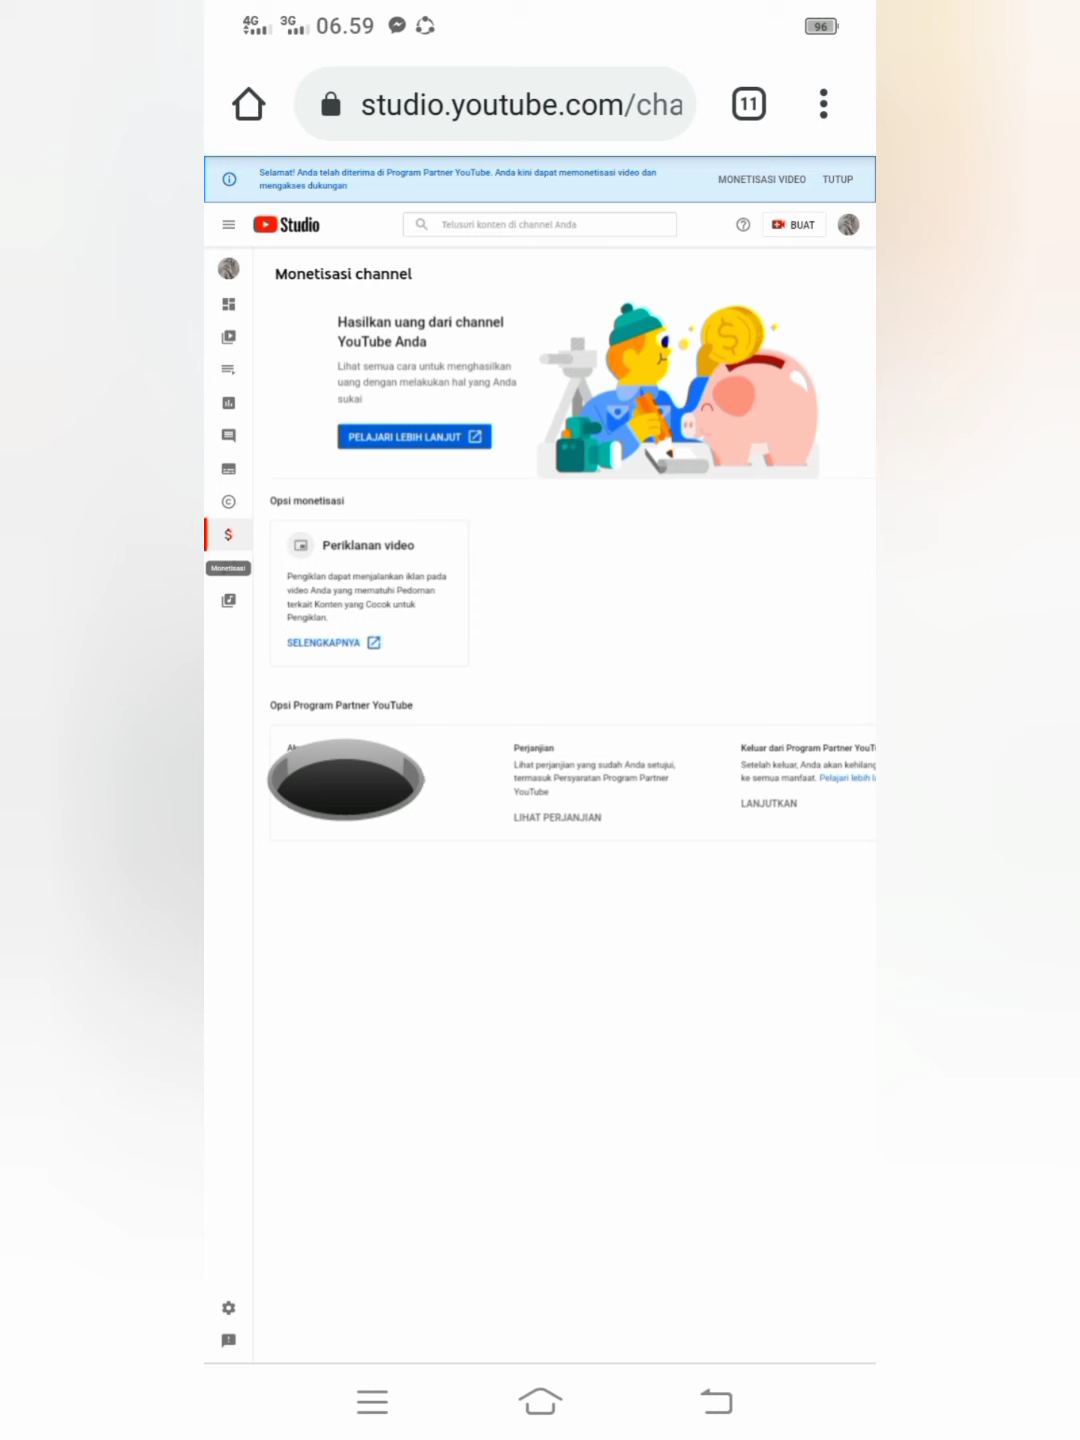 4G 3G 06.59 96
studio.youtube.com/cha 11
Selamat! Anda telah diterima di Program Partner YouTube. Anda kini dapat memonetisasi video dan
mengakses dukungan
MONETISASI VIDEO TUTUP
Studio Telusuri konten di channel Anda BUAT
Monetisasi channel
Hasilkan uang dari channel
YouTube Anda
Lihat semua cara untuk menghasilkan
uang dengan melakukan hal yang Anda
sukai
PELAJARI LEBIH LANJUT
Opsi monetisasi
Periklanan video
Monetisasi
Pengiklan dapat menjalankan iklan pada
video Anda yang mematuhi Pedoman
terkait Konten yang Cocok untuk
Pengiklan.
SELENGKAPNYA
Opsi Program Partner YouTube
Perjanjian
Lihat perjanjian yang sudah Anda setujui,
termasuk Persyaratan Program Partner
YouTube
LIHAT PERJANJIAN
Keluar dari Program Partner YouT
Setelah keluar, Anda akan kehilang
ke semua manfaat. Pelajari lebih l
LANJUTKAN